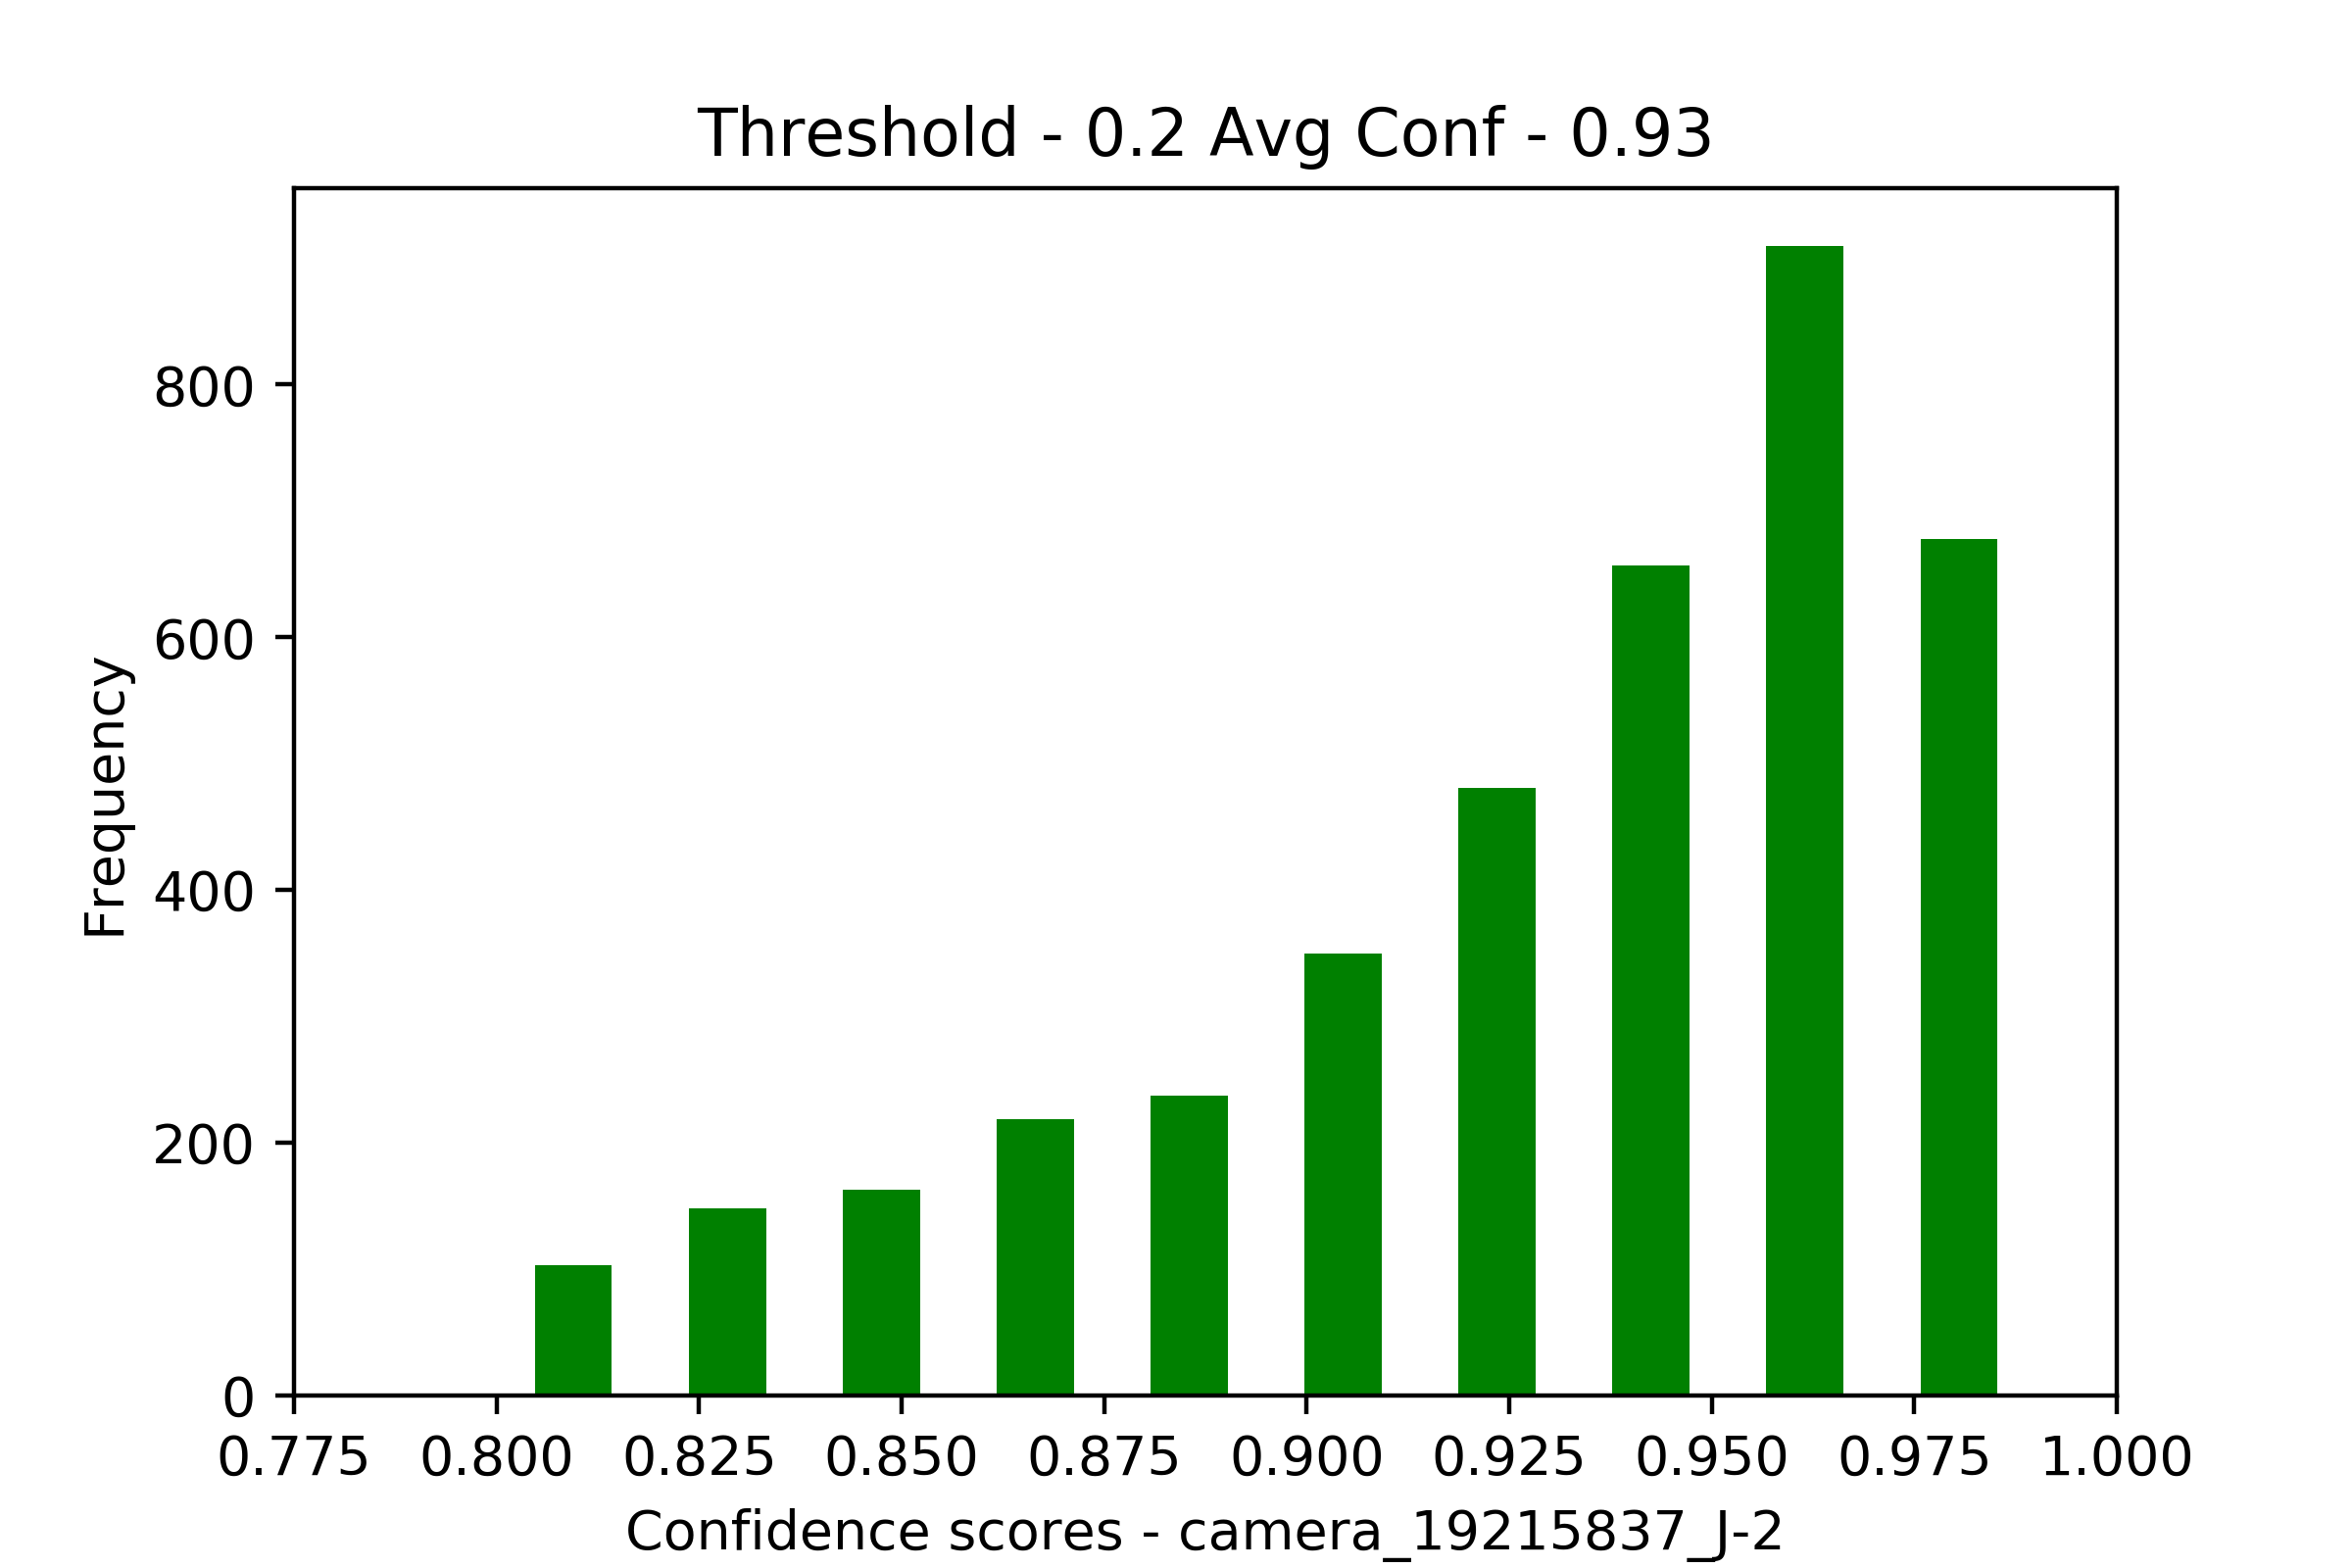 Threshold - 0.2 Avg Conf - 0.93
800
600
400
200
0
Frequency
0.775 0.800 0.825 0.850 0.875 0.900 0.925 0.950 0.975 1.000
Confidence scores - camera_19215837_J-2